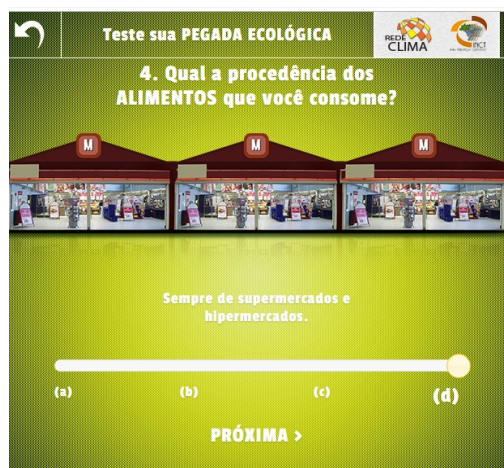 Teste sua PEGADA ECOLÓGICA
REDE CLIMA
INCT
4. Qual a procedência dos
ALIMENTOS que você consome?
M M M
Sempre de supermercados e
hipermercados.
(a) (b) (c) (d)
PRÓXIMA >